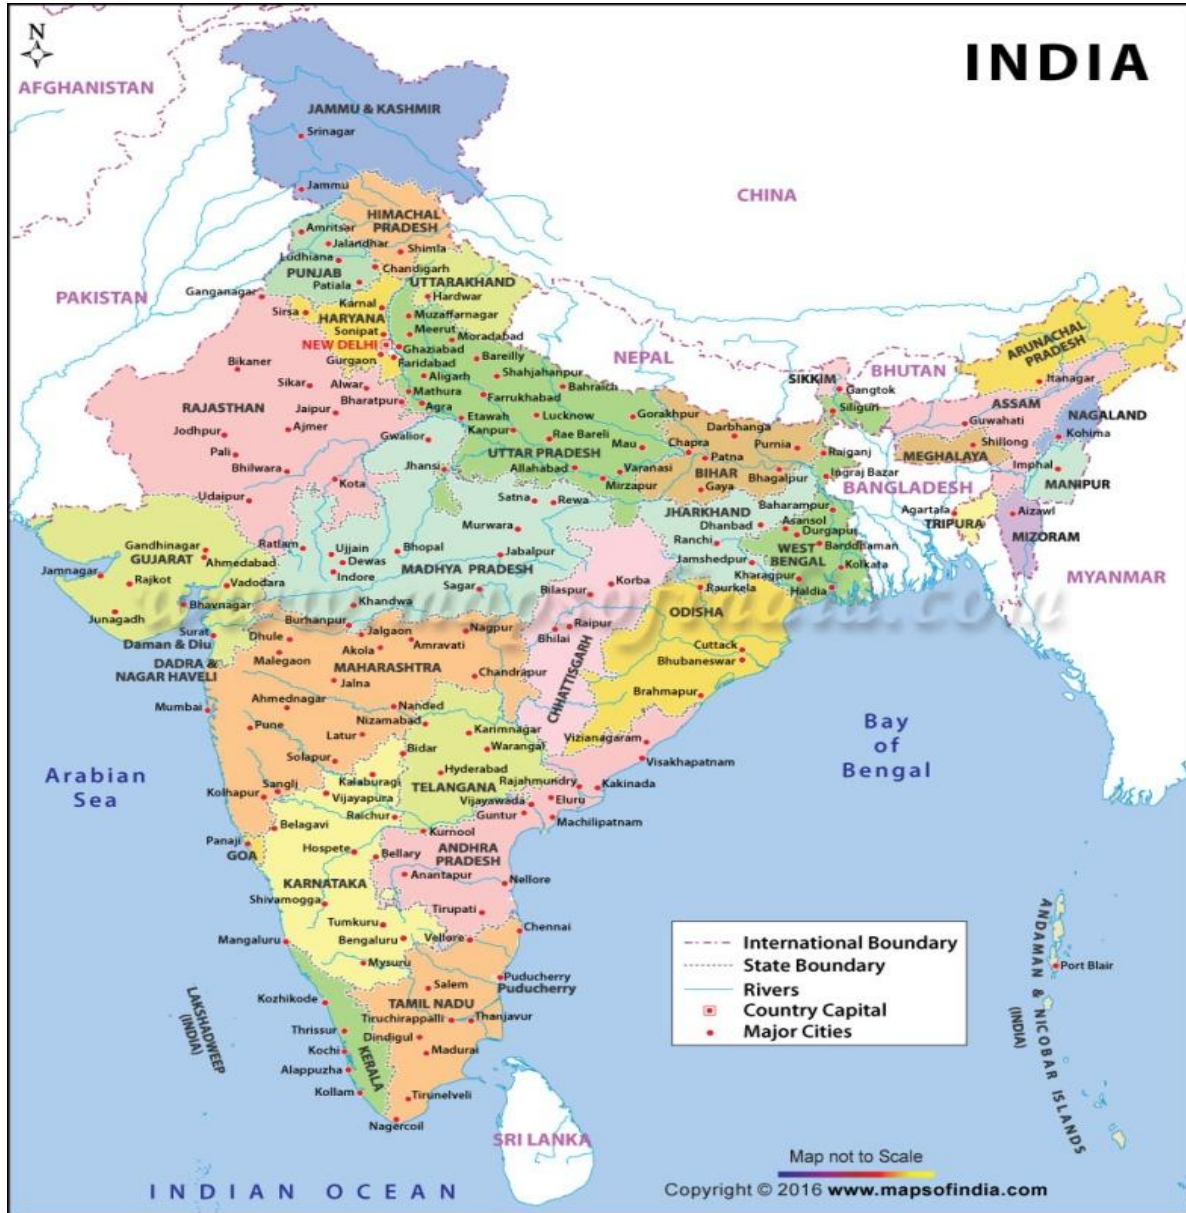 N
INDIA
AFGHANISTAN
JAMMU & KASHMIR
Srinagar
CHINA
Jammu
HIMACHAL
PRADESH
Amritsar
Jalandhar
Shimla
Ludhiana
Chandigarh
PUNJAB
UTTARAKHAND
Patiala
PAKISTAN
Ganganagar
Hardwar
Karnal
Sirsa
HARYANA
Muzaffarnagar
Sonipat
Meerut
Moradabad
NEW DELHI
Ghaziabad
Gurgaon
Faridabad
Bareilly
NEPAL
ARUNACHAL
PRADESH
Bikaner
Aligarh
Shahjahanpur
BHUTAN
SIKKIM
Itanagar
Sikar
Alwar
Mathura
Bahraich
Gangtok
Bharatpur
Agra
Farrukhabad
RAJASTHAN
Jaipur
Etawah
Lucknow
Gorakhpur
Siliguri
ASSAM
NAGALAND
Jodhpur
Ajmer
Gwalior
Kanpur
Rae Bareli
Darbhanga
Guwahati
Kohima
Mau
Chapra
Purnia
Shillong
Pali
UTTAR PRADESH
Patna
Raiganj
MEGHALAYA
Bhilwara
Jhansi
Allahabad
Varanasi
BIHAR
Imphal
Kota
Mirzapur
Bhagalpur
Ingraj Bazar
MANIPUR
Udaipur
Satna
Rewa
Gaya
BANGLADESH
Baharampur
JHARKHAND
Agartala
Aizawl
Murwara
Dhanbad
Asansol
TRIPURA
Durgapur
MIZORAM
Gandhinagar
Ratlam
Ujjain
Bhopal
Jabalpur
Ranchi
WEST
BENGAL
Barddhaman
GUJARAT
Ahmedabad
Dewas
Jamshedpur
Kolkata
Jamnagar
Rajkot
Vadodara
Indore
MADHYA PRADESH
Kharagpur
MYANMAR
Sagar
Bilaspur
Korba
Raurkela
Haldia
Bhavnagar
Khandwa
ODISHA
www.mapsofindia.com
Junagadh
Burhanpur
Raipur
Surat
Dhule
Jalgaon
Nagpur
Bhilai
Daman & Diu
Akola
Amravati
Cuttack
DADRA &
NAGAR HAVELI
Malegaon
MAHARASHTRA
Chandrapur
Bhubaneswar
Jalna
CHHATTISGARH
Mumbai
Ahmednagar
Nanded
Brahmapur
Pune
Nizamabad
Karimnagar
Bay
of
Bengal
Latur
Vizianagaram
Bidar
Warangal
Solapur
Visakhapatnam
Arabian
Sea
Hyderabad
Rajahmundry
Kalaburagi
TELANGANA
Kakinada
Sangli
Kolhapur
Vijayapura
Vijayawada
Eluru
Raichur
Guntur
Machilipatnam
Belagavi
Kurnool
Panaji
GOA
Hospete
Bellary
ANDHRA
PRADESH
Anantapur
KARNATAKA
Nellore
Shivamogga
Tirupati
Tumkuru
Chennai
Mangaluru
Bengaluru
Vellore
Mysuru
Puducherry
Puducherry
Salem
Kozhikode
TAMIL NADU
Tiruchirappalli
Thanjavur
LAKSHADWEEP
(INDIA)
Thrissur
Dindigul
Kochi
KERALA
Madurai
Alappuzha
Kollam
Tirunelveli
Nagercoil
SRI LANKA
International Boundary
State Boundary
Rivers
Country Capital
Major Cities
ANDAMAN & NICOBAR ISLANDS
(INDIA)
Port Blair
INDIAN OCEAN
Map not to Scale
Copyright © 2016 www.mapsofindia.com